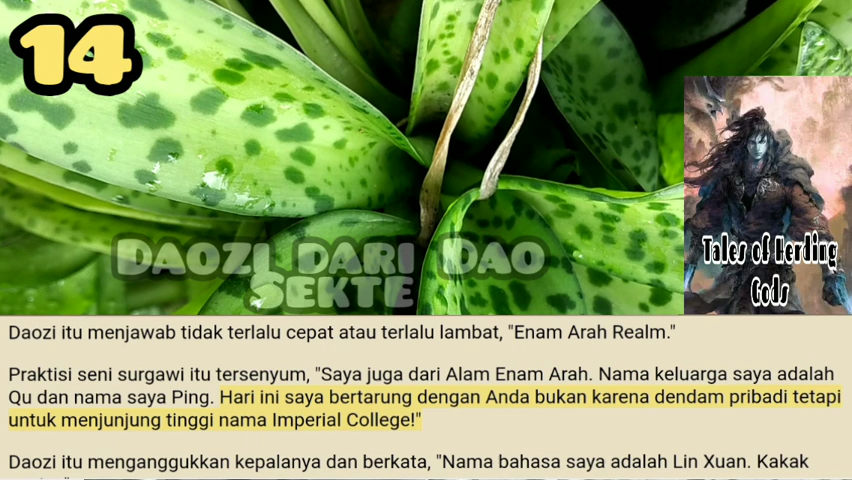 14
DAOZI DARI DAO
SEKTE
Tales of Herding
Gods
Daozi itu menjawab tidak terlalu cepat atau terlalu lambat, "Enam Arah Realm."
Praktisi seni surgawi itu tersenyum, "Saya juga dari Alam Enam Arah. Nama keluarga saya adalah
Qu dan nama saya Ping. Hari ini saya bertarung dengan Anda bukan karena dendam pribadi tetapi
untuk menjunjung tinggi nama Imperial College!"
Daozi itu menganggukkan kepalanya dan berkata, "Nama bahasa saya adalah Lin Xuan. Kakak